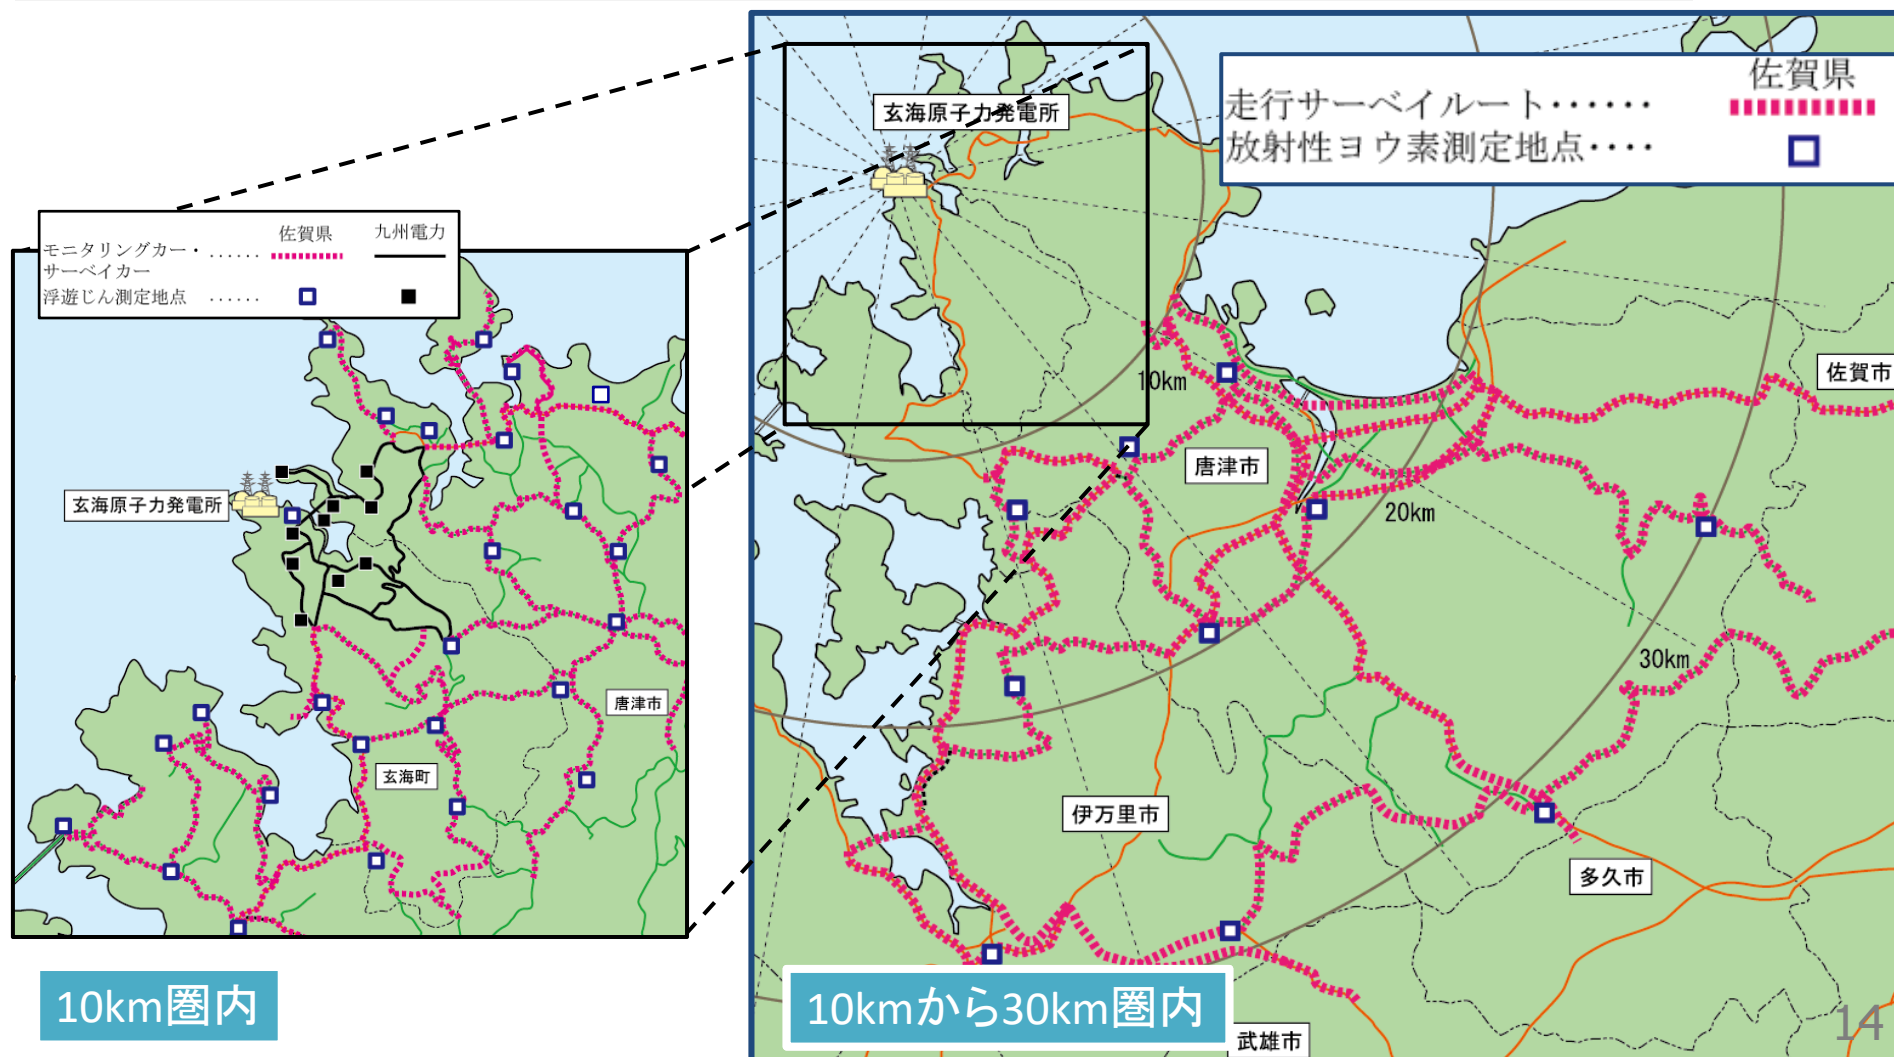 佐賀県
走行サーベイルート・・・・・・
放射性ヨウ素測定地点・・・・
玄海原子力発電所
佐賀市
10km
唐津市
20km
30km
伊万里市
多久市
武雄市
10kmから30km圏内
佐賀県 九州電力
モニタリングカー・ ‥‥‥
サーベイカー
浮遊じん測定地点 ‥‥‥
玄海原子力発電所
唐津市
玄海町
10km圏内
14